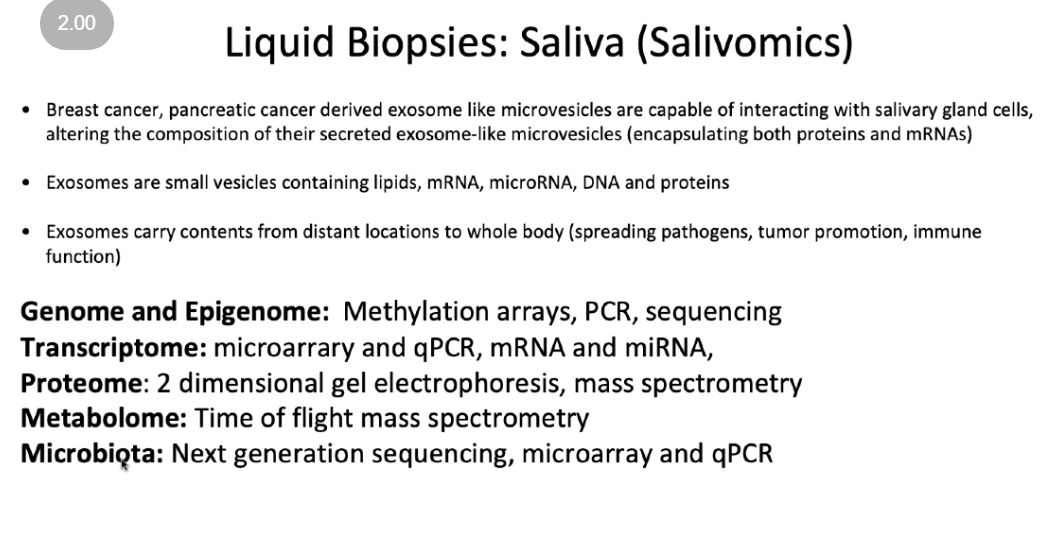 2.00
Liquid Biopsies: Saliva (Salivomics)
• Breast cancer, pancreatic cancer derived exosome like microvesicles are capable of interacting with salivary gland cells,
altering the composition of their secreted exosome-like microvesicles (encapsulating both proteins and mRNAs)
• Exosomes are small vesicles containing lipids, mRNA, microRNA, DNA and proteins
• Exosomes carry contents from distant locations to whole body (spreading pathogens, tumor promotion, immune
function)
Genome and Epigenome: Methylation arrays, PCR, sequencing
Transcriptome: microarrary and qPCR, mRNA and miRNA,
Proteome: 2 dimensional gel electrophoresis, mass spectrometry
Metabolome: Time of flight mass spectrometry
Microbiota: Next generation sequencing, microarray and qPCR